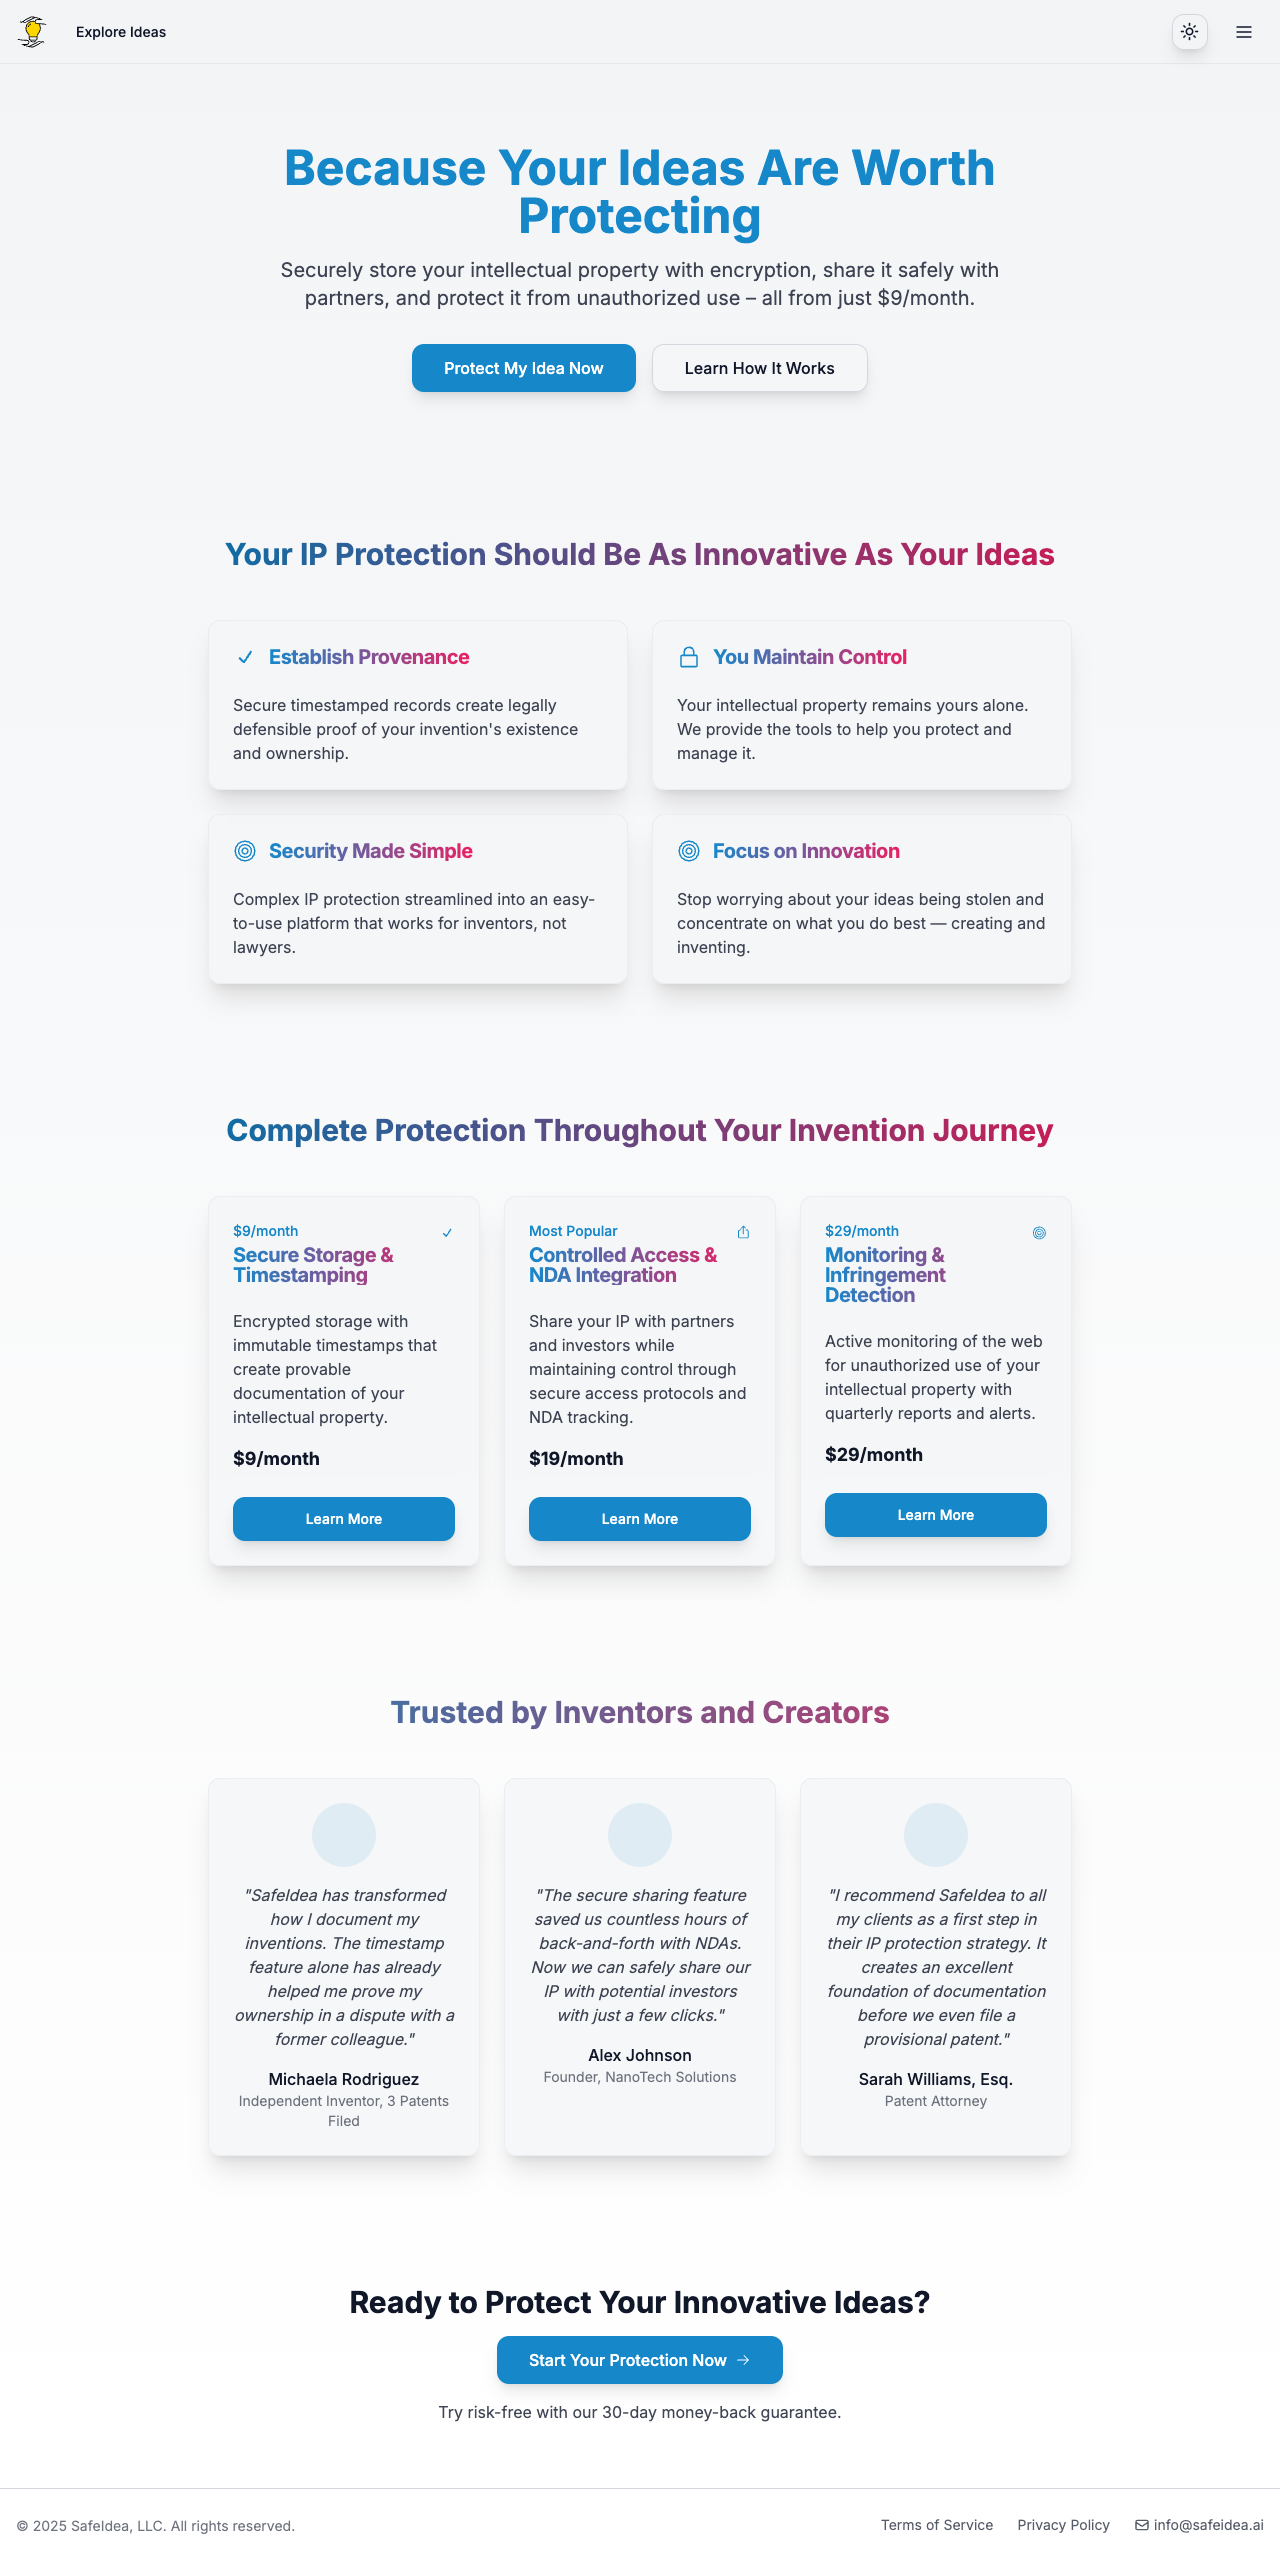 Explore Ideas
Because Your Ideas Are Worth
Protecting
Securely store your intellectual property with encryption, share it safely with
partners, and protect it from unauthorized use – all from just $9/month.
Protect My Idea Now
Learn How It Works
Your IP Protection Should Be As Innovative As Your Ideas
Establish Provenance
Secure timestamped records create legally
defensible proof of your invention's existence
and ownership.
You Maintain Control
Your intellectual property remains yours alone.
We provide the tools to help you protect and
manage it.
Security Made Simple
Complex IP protection streamlined into an easy-
to-use platform that works for inventors, not
lawyers.
Focus on Innovation
Stop worrying about your ideas being stolen and
concentrate on what you do best — creating and
inventing.
Complete Protection Throughout Your Invention Journey
$9/month
Secure Storage &
Timestamping
Encrypted storage with
immutable timestamps that
create provable
documentation of your
intellectual property.
$9/month
Learn More
Most Popular
Controlled Access &
NDA Integration
Share your IP with partners
and investors while
maintaining control through
secure access protocols and
NDA tracking.
$19/month
Learn More
$29/month
Monitoring &
Infringement
Detection
Active monitoring of the web
for unauthorized use of your
intellectual property with
quarterly reports and alerts.
$29/month
Learn More
Trusted by Inventors and Creators
"SafeIdea has transformed
how I document my
inventions. The timestamp
feature alone has already
helped me prove my
ownership in a dispute with a
former colleague."
Michaela Rodriguez
Independent Inventor, 3 Patents
Filed
"The secure sharing feature
saved us countless hours of
back-and-forth with NDAs.
Now we can safely share our
IP with potential investors
with just a few clicks."
Alex Johnson
Founder, NanoTech Solutions
"I recommend SafeIdea to all
my clients as a first step in
their IP protection strategy. It
creates an excellent
foundation of documentation
before we even file a
provisional patent."
Sarah Williams, Esq.
Patent Attorney
Ready to Protect Your Innovative Ideas?
Start Your Protection Now
Try risk-free with our 30-day money-back guarantee.
© 2025 SafeIdea, LLC. All rights reserved.
Terms of Service
Privacy Policy
info@safeidea.ai